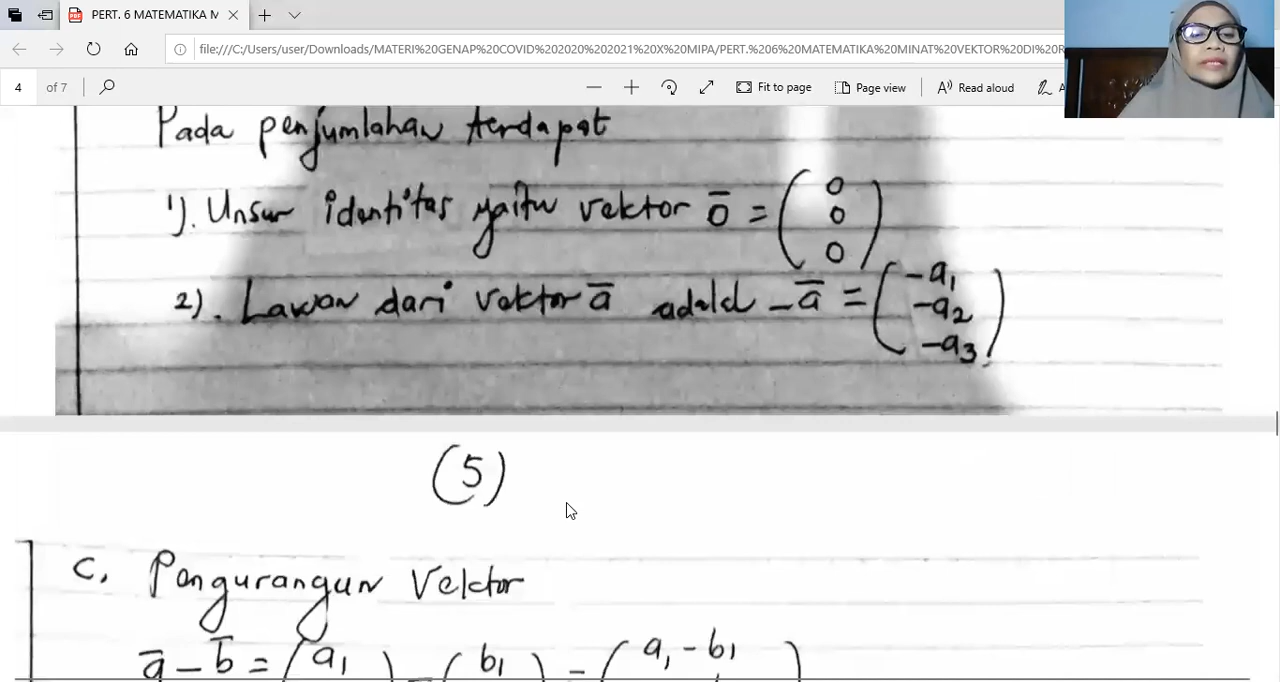 PERT. 6 MATEMATIKA M
file:///C:/Users/user/Downloads/MATERI%20GENAP%20COVID%202020%202021%20X%20MIPA/PERT.%206%20MATEMATIKA%20MINAT%20VEKTOR%20DI%20R
4 of 7 Fit to page Page view Read aloud
Pada penjumlahan terdapat
1). Unsur identitas yaitu vektor o̅ = (0
0
0)
2). Lawan dari vektor a̅ adalah -a̅ = (-a₁
-a₂
-a₃)
(5)
C. Pengurangan Vektor
a̅ - b̅ = (a₁ ) - (b₁ ) = (a₁ - b₁ )